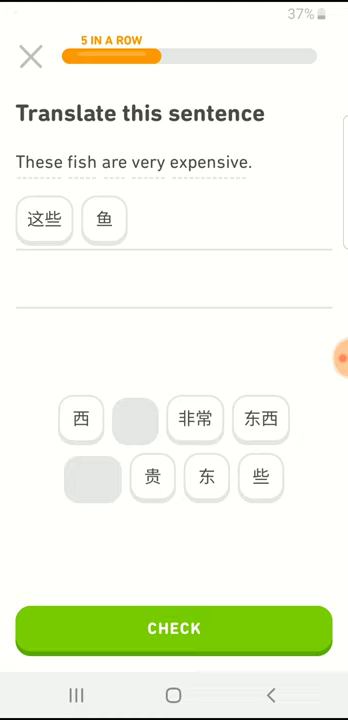 37%
5 IN A ROW
Translate this sentence
These fish are very expensive.
这些 鱼
西 非常 东西
贵 东 些
CHECK